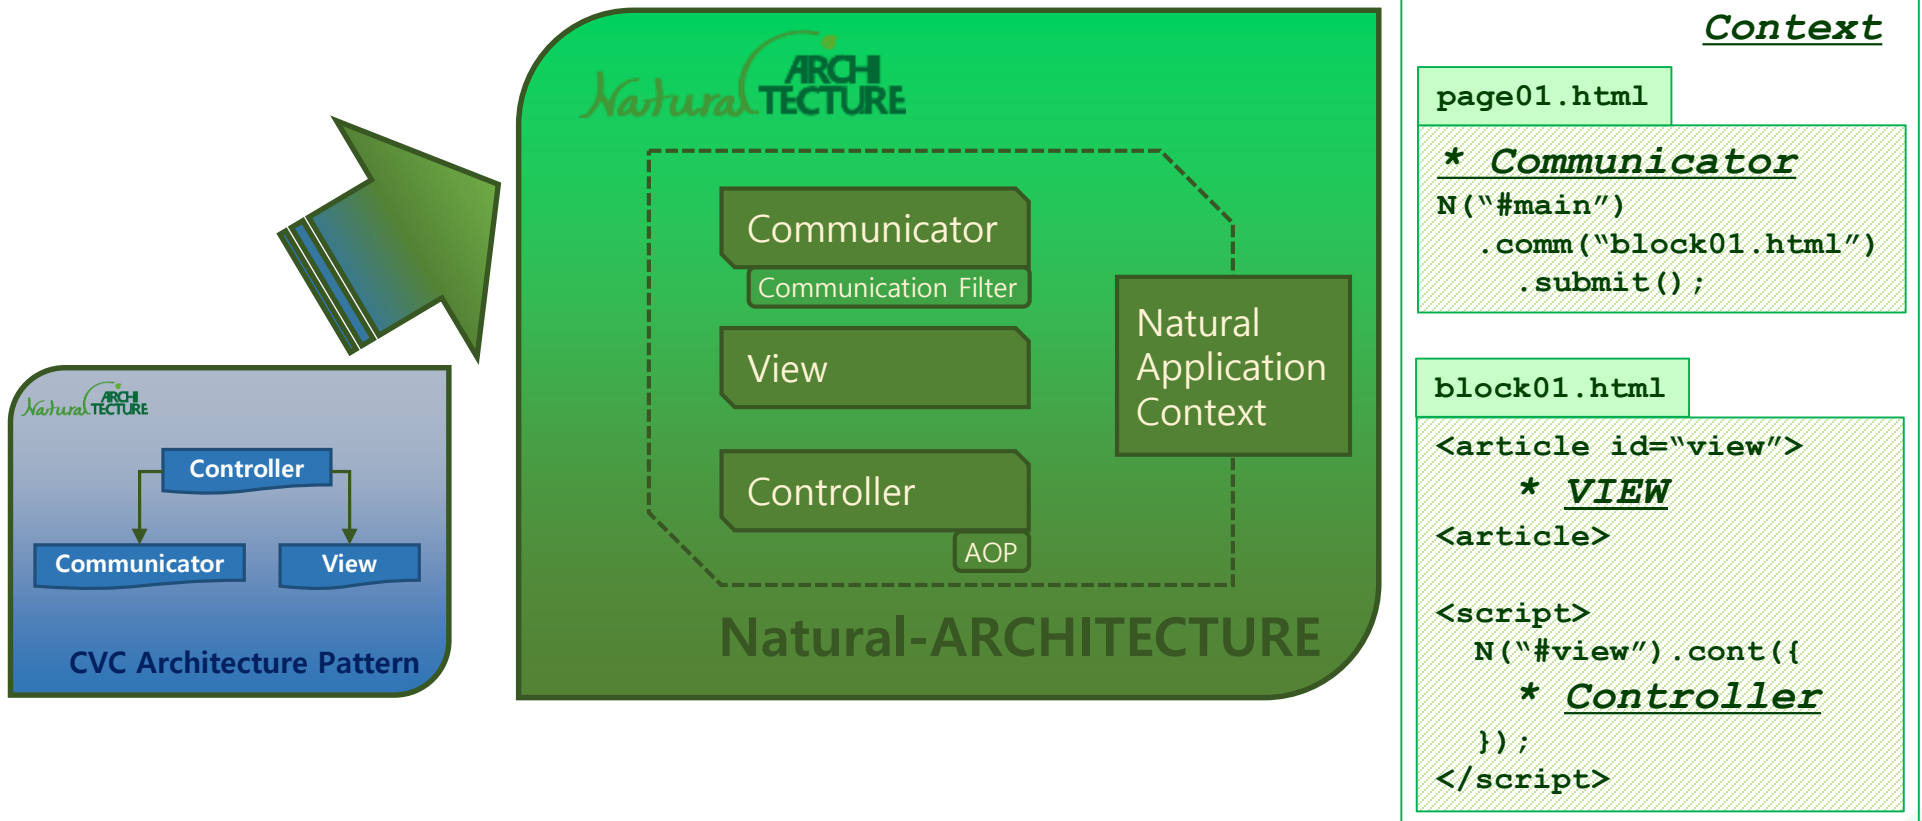 Natural ARCHI
TECTURE
Controller
Communicator
View
CVC Architecture Pattern
Natural ARCHI
TECTURE
Communicator
Communication Filter
View
Controller
AOP
Natural
Application
Context
Natural-ARCHITECTURE
Context
page01.html
* Communicator
N(“#main”)
.comm(“block01.html”)
.submit();
block01.html
<article id=“view”>
* VIEW
<article>
<script>
N(“#view”).cont({
* Controller
});
</script>